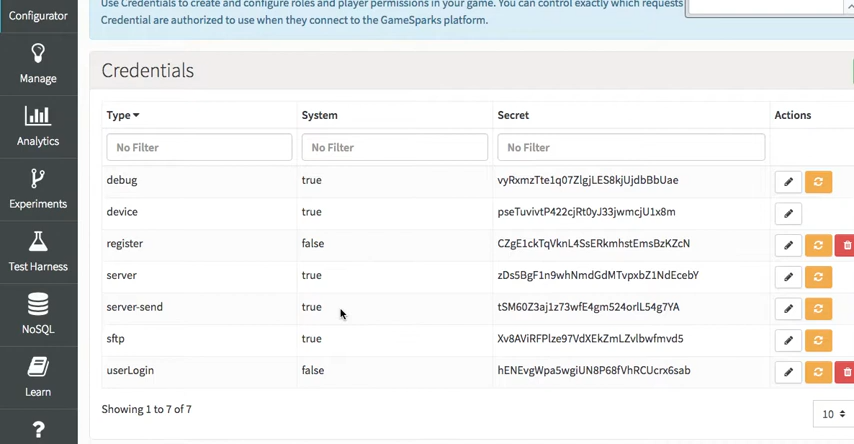 Use Credentials to create and configure roles and player permissions in your game. You can control exactly which requests
Credential are authorized to use when they connect to the GameSparks platform.
Configurator
Manage
Analytics
Experiments
Test Harness
NoSQL
Learn
?
Credentials
Type System Secret Actions
No Filter No Filter No Filter
debug true vyRxmzTte1q07ZlgjLES8kjUjdbBbUae
device true pseTuvivtP422cjRt0yJ33jwmcjU1x8m
register false CZgE1ckTqVknL4SsERkmhstEmsBzKZcN
server true zDs5BgF1n9whNmdGdMTvpxbZ1NdEcebY
server-send true tSM60Z3aj1z73wfE4gm524orlL54g7YA
sftp true Xv8AViRFPlze97VdXEkZmLZvlbwfmvd5
userLogin false hENEvgWpa5wgiUN8P68fVhRCUcrx6sab
Showing 1 to 7 of 7
10